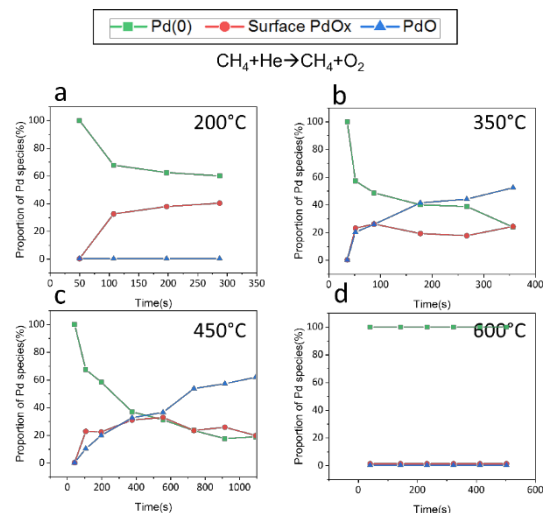 Pd(0) Surface PdOx PdO
CH₄+He→CH₄+O₂
a
200°C
Proportion of Pd species(%)
100
80
60
40
20
0
0 50 100 150 200 250 300 350
Time(s)
b
350°C
Proportion of Pd species(%)
100
80
60
40
20
0
0 100 200 300 400
Time(s)
c
450°C
Proportion of Pd species(%)
100
80
60
40
20
0
0 200 400 600 800 1000
Time(s)
d
600°C
Proportion of Pd species(%)
100
80
60
40
20
0
0 200 400 600
Time(s)